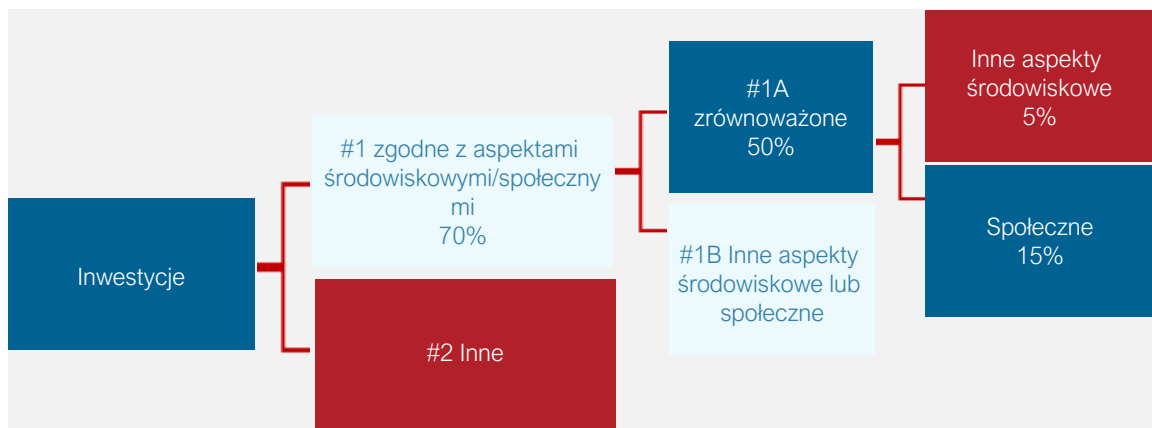 Inwestycje
#1 zgodne z aspektami
środowiskowymi/społeczny
mi
70%
#2 Inne
#1A
zrównoważone
50%
#1B Inne aspekty
środowiskowe lub
społeczne
Inne aspekty
środowiskowe
5%
Społeczne
15%